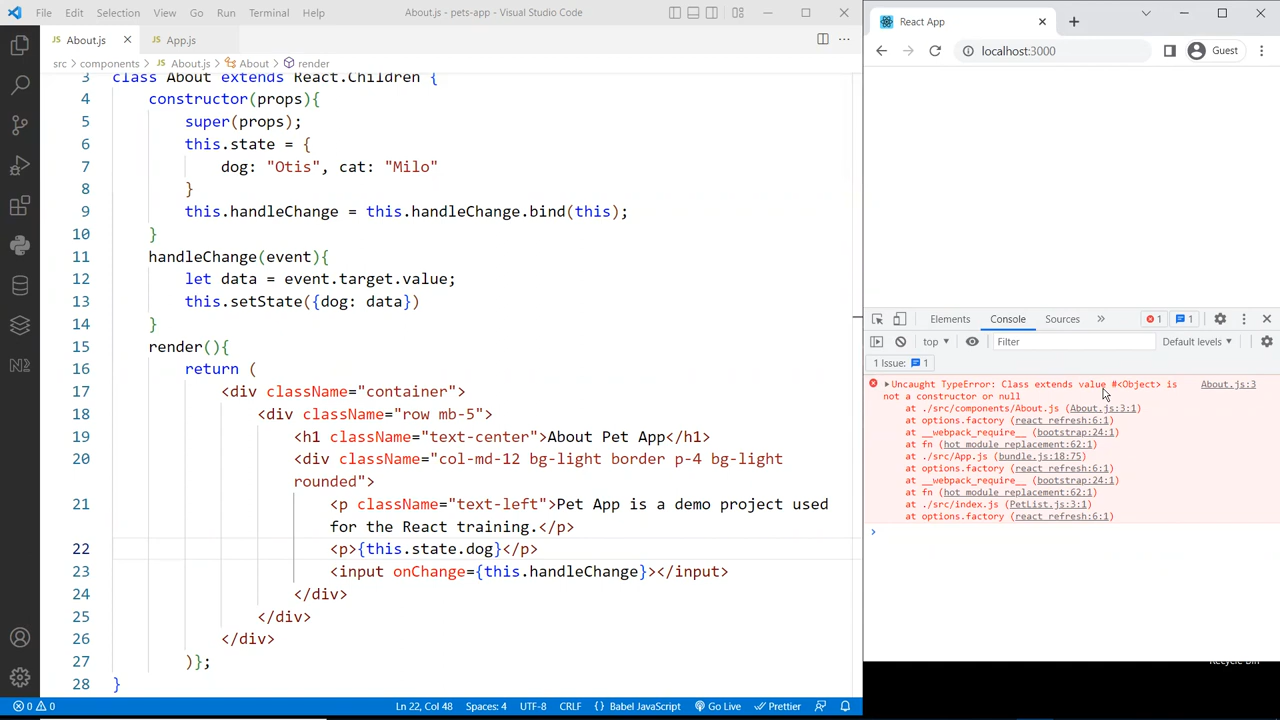 File Edit Selection View Go Run Terminal Help About.js - pets-app - Visual Studio Code
JS About.js JS App.js
src > components > JS About.js > About > render
3 class About extends React.Children {
4 constructor(props){
5 super(props);
6 this.state = {
7 dog: "Otis", cat: "Milo"
8 }
9 this.handleChange = this.handleChange.bind(this);
10 }
11 handleChange(event){
12 let data = event.target.value;
13 this.setState({dog: data})
14 }
15 render(){
16 return (
17 <div className="container">
18 <div className="row mb-5">
19 <h1 className="text-center">About Pet App</h1>
20 <div className="col-md-12 bg-light border p-4 bg-light
rounded">
21 <p className="text-left">Pet App is a demo project used
for the React training.</p>
22 <p>{this.state.dog}</p>
23 <input onChange={this.handleChange}></input>
24 </div>
25 </div>
26 </div>
27 )};
28 }
0 0 Ln 22, Col 48 Spaces: 4 UTF-8 CRLF {} Babel JavaScript Go Live Prettier
React App
localhost:3000 Guest
Elements Console Sources » 1 1
top Filter Default levels
1 Issue: 1
Uncaught TypeError: Class extends value #<Object> is About.js:3
not a constructor or null
at ./src/components/About.js (About.js:3:1)
at options.factory (react refresh:6:1)
at __webpack_require__ (bootstrap:24:1)
at fn (hot module replacement:62:1)
at ./src/App.js (bundle.js:18:75)
at options.factory (react refresh:6:1)
at __webpack_require__ (bootstrap:24:1)
at fn (hot module replacement:62:1)
at ./src/index.js (PetList.js:3:1)
at options.factory (react refresh:6:1)
>
Recycle Bin